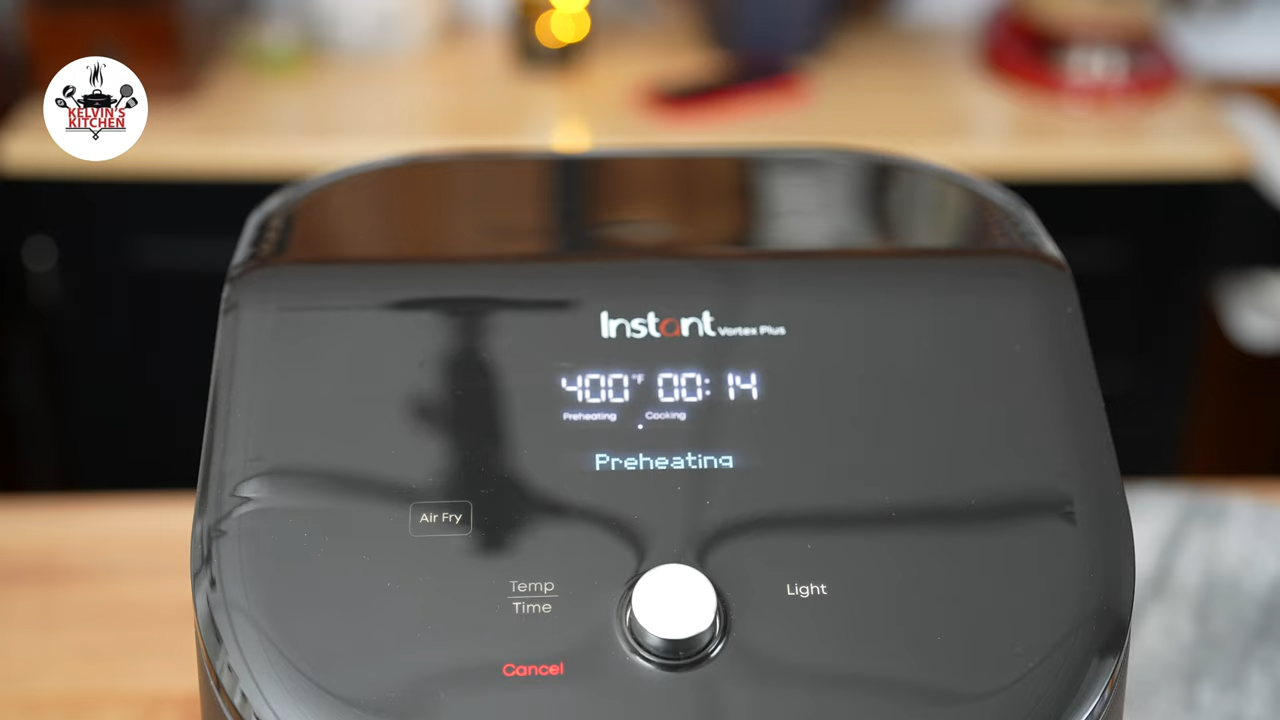 KELVIN'S
KITCHEN
Instant Vortex Plus
400°F 00:14
Preheating Cooking
Preheating
Air Fry
Temp
Time
Light
Cancel